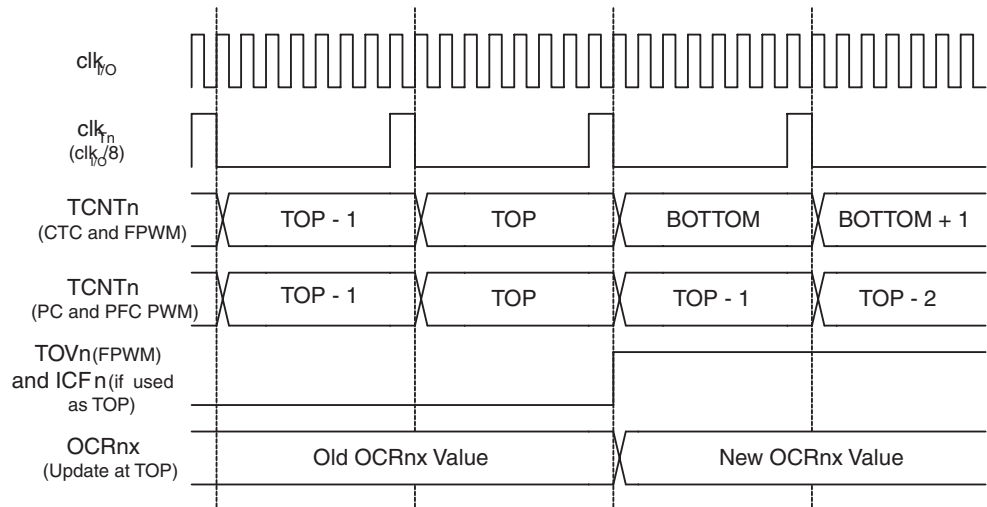 clkI/O
clkTn
(clkI/O/8)
TCNTn
(CTC and FPWM)
TOP - 1
TOP
BOTTOM
BOTTOM + 1
TCNTn
(PC and PFC PWM)
TOP - 1
TOP
TOP - 1
TOP - 2
TOVn(FPWM)
and ICFn(if used
as TOP)
OCRnx
(Update at TOP)
Old OCRnx Value
New OCRnx Value